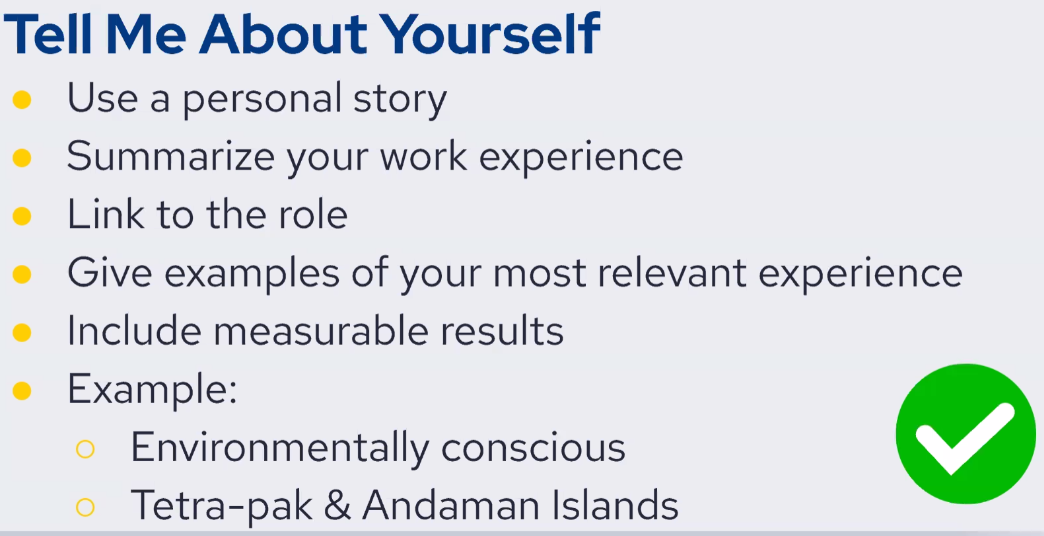 Tell Me About Yourself
Use a personal story
Summarize your work experience
Link to the role
Give examples of your most relevant experience
Include measurable results
Example:
Environmentally conscious
Tetra-pak & Andaman Islands